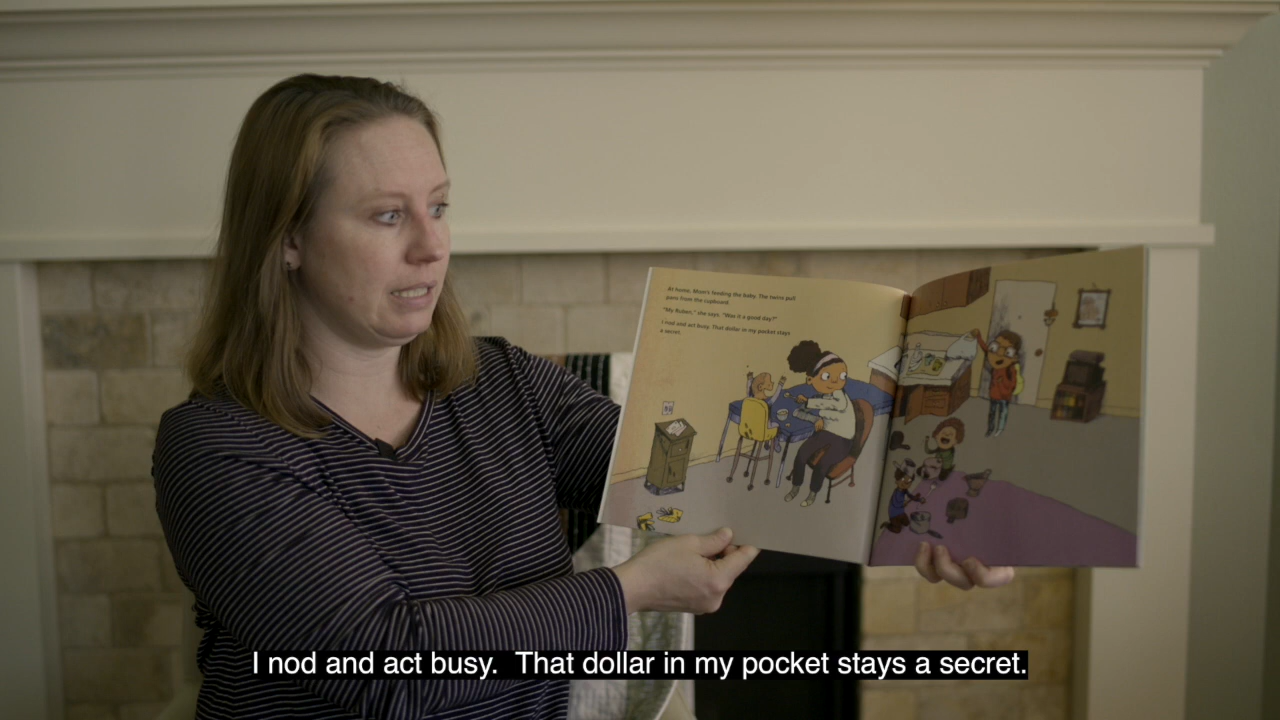 At home, Mom's feeding the baby. The twins pull
pans from the cupboard.
"My Ruben," she says. "Was it a good day?"
I nod and act busy. That dollar in my pocket stays
a secret.
I nod and act busy.  That dollar in my pocket stays a secret.